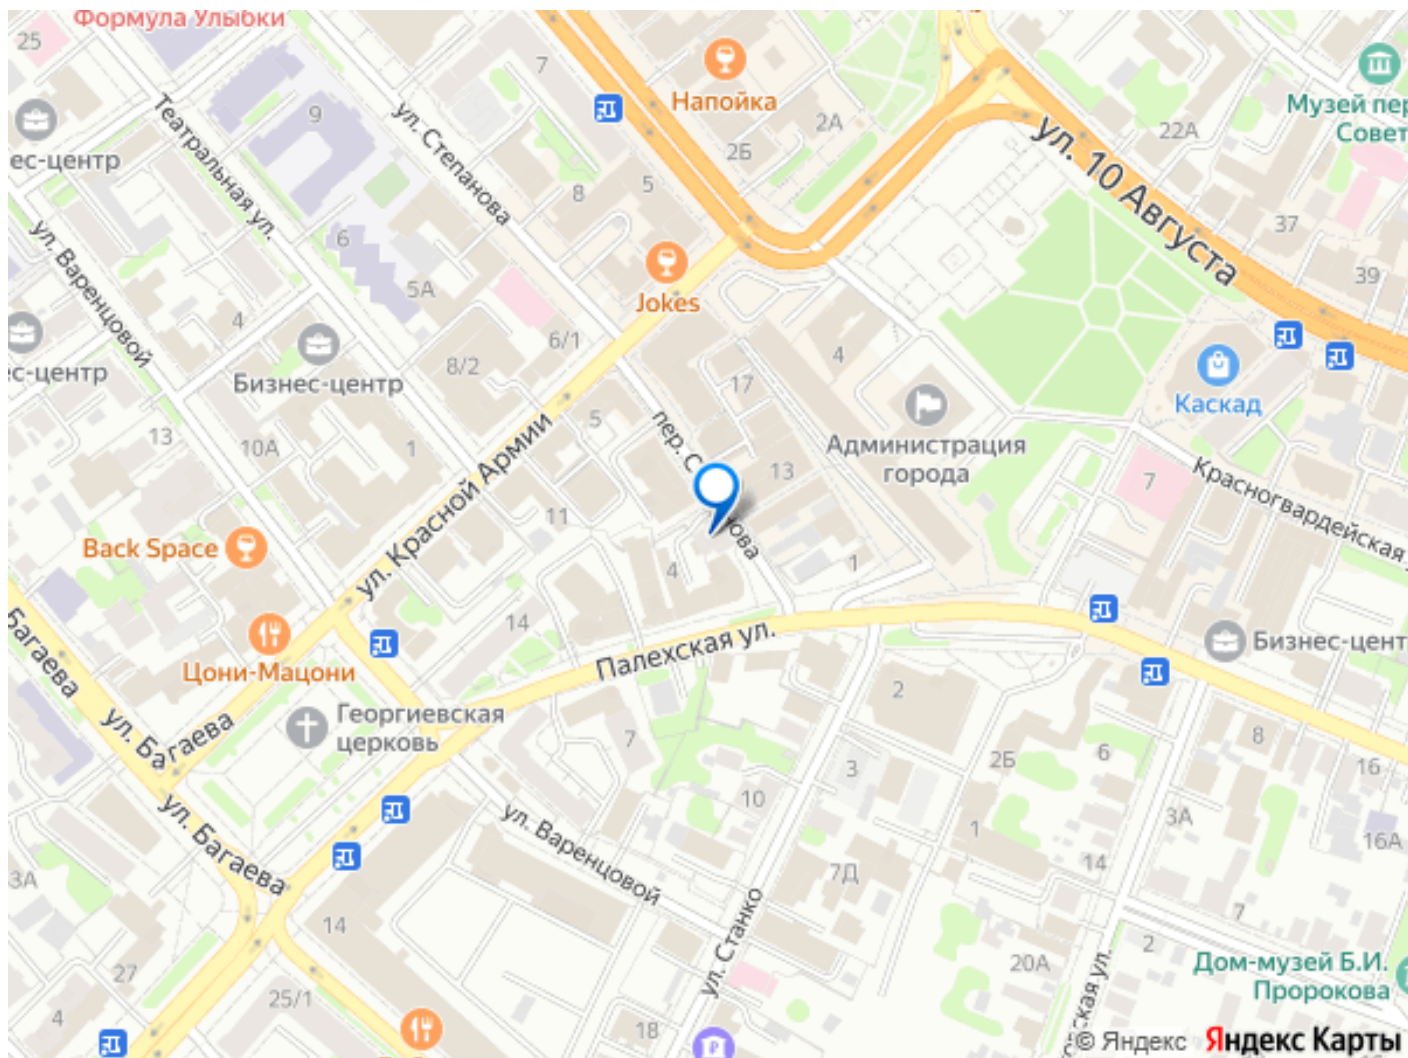 Формула Улыбки
25
7
Напойка
Музей пер
Совет
ул. 10 Августа
22А
2А
2Б
9
ул. Степанова
Театральная ул.
нес-центр
8
5
37
39
6
5А
Jokes
ул. Варенцовой
4
6/1
8/2
4
17
Бизнес-центр
ес-центр
Каскад
пер. С
нова
5
13
10А
1
13
Администрация
города
7
Красногвардейская
ул. Красной Армии
11
Back Space
4
1
14
Палехская ул.
Цони-Мацони
Багаева
Бизнес-цент
ул. Багаева
Георгиевская
церковь
7
2
2Б
6
8
16
3
10
3А
16А
ул. Багаева
ул. Варенцовой
1
14
7Д
3А
14
ул. Станко
7
2
20А
Дом-музей Б.И.
Пророкова
27
25/1
4
18
ская ул.
© Яндекс
Яндекс Карты